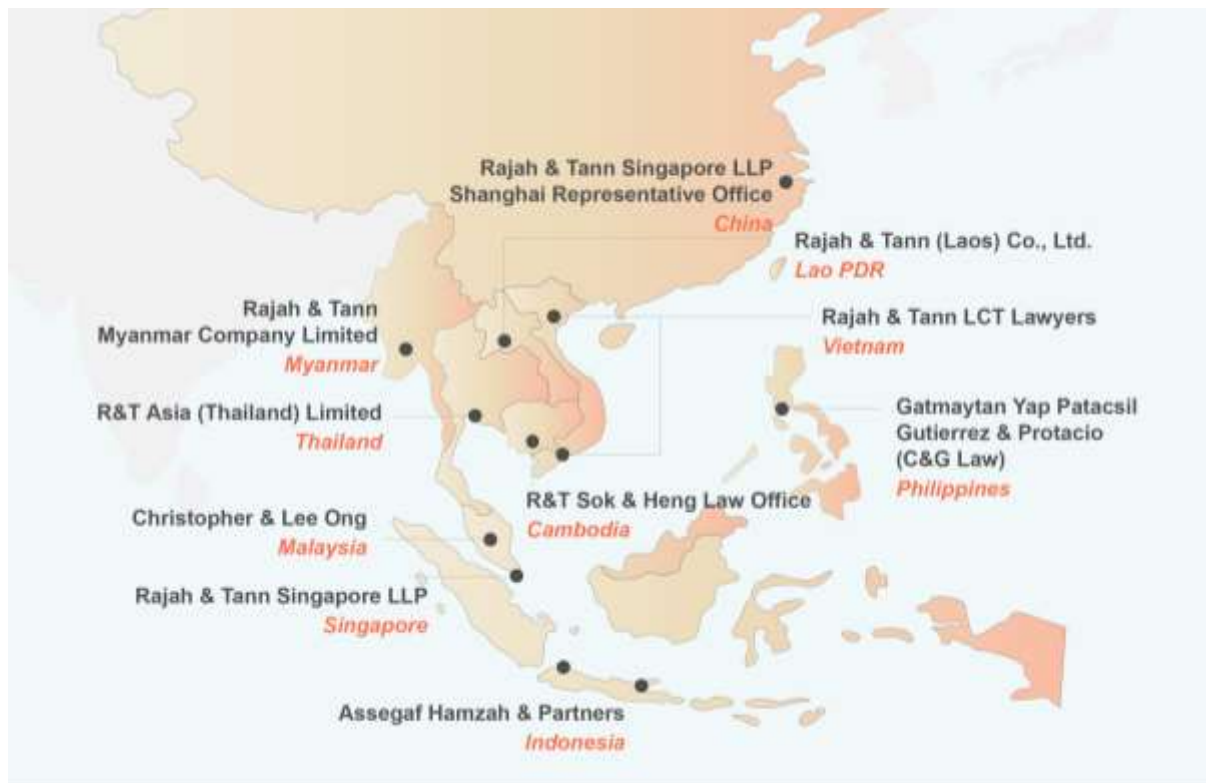 Rajah & Tann Singapore LLP
Shanghai Representative Office
China
Rajah & Tann (Laos) Co., Ltd.
Lao PDR
Rajah & Tann
Myanmar Company Limited
Myanmar
Rajah & Tann LCT Lawyers
Vietnam
R&T Asia (Thailand) Limited
Thailand
Gatmaytan Yap Patacsil
Gutierrez & Protacio
(C&G Law)
Philippines
R&T Sok & Heng Law Office
Cambodia
Christopher & Lee Ong
Malaysia
Rajah & Tann Singapore LLP
Singapore
Assegaf Hamzah & Partners
Indonesia